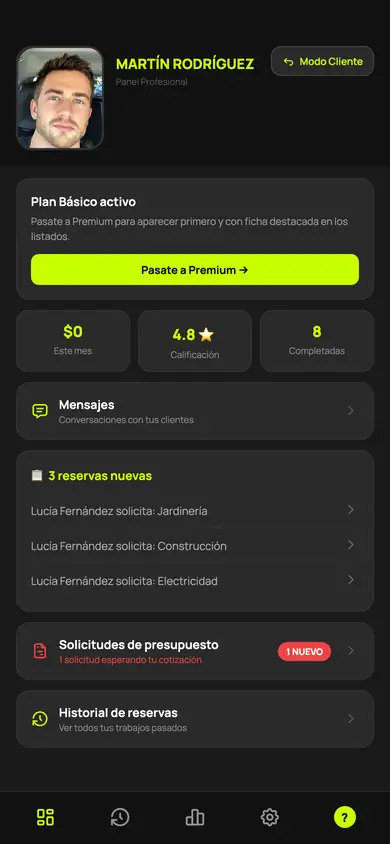 MARTÍN RODRÍGUEZ
Panel Profesional
Modo Cliente
Plan Básico activo
Pasate a Premium para aparecer primero y con ficha destacada en los
listados.
Pasate a Premium →
$0
Este mes
4.8 ⭐
Calificación
8
Completadas
Mensajes
Conversaciones con tus clientes
📋 3 reservas nuevas
Lucía Fernández solicita: Jardinería
Lucía Fernández solicita: Construcción
Lucía Fernández solicita: Electricidad
Solicitudes de presupuesto
1 solicitud esperando tu cotización
1 NUEVO
Historial de reservas
Ver todos tus trabajos pasados
?